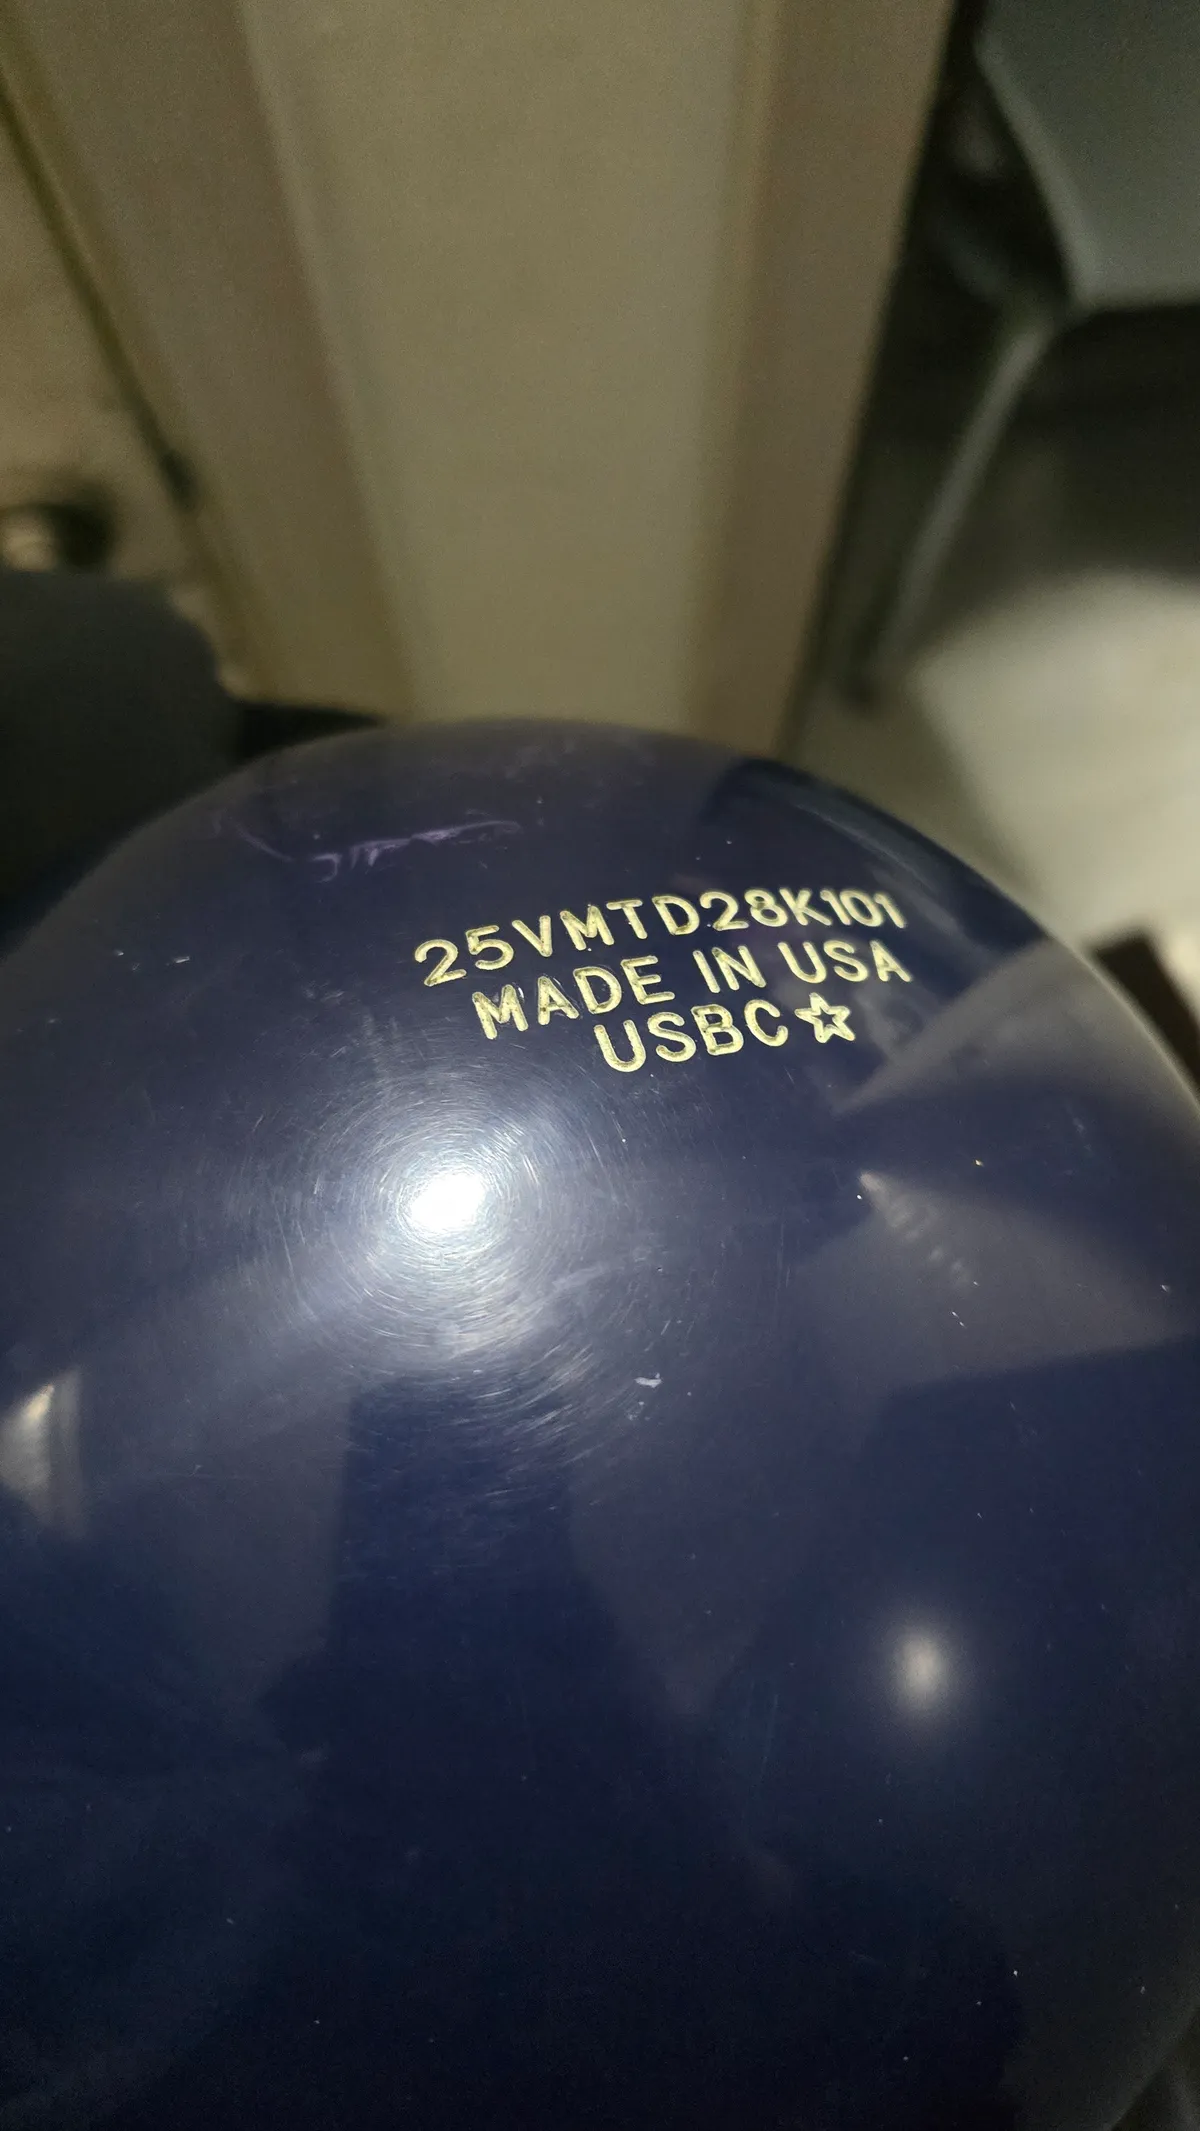 25VMTD28K101
MADE IN USA
USBC☆